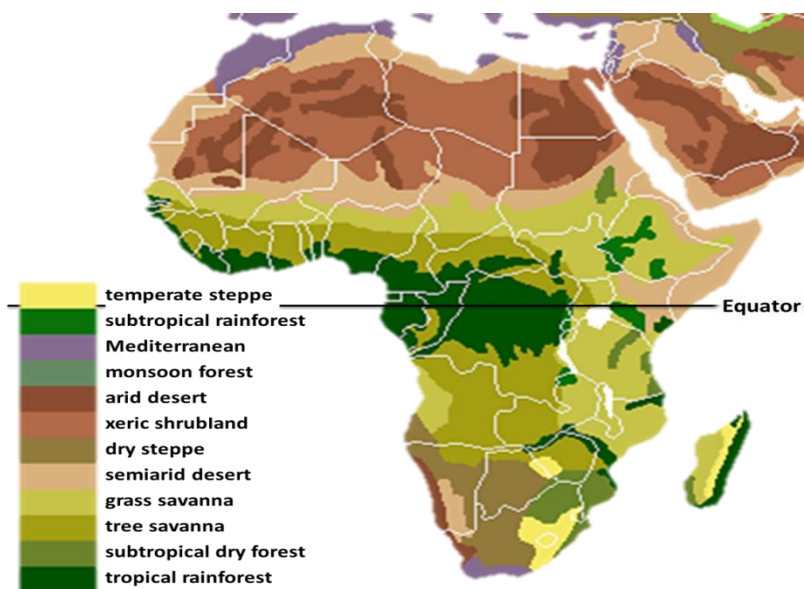 temperate steppe
Equator
subtropical rainforest
Mediterranean
monsoon forest
arid desert
xeric shrubland
dry steppe
semiarid desert
grass savanna
tree savanna
subtropical dry forest
tropical rainforest